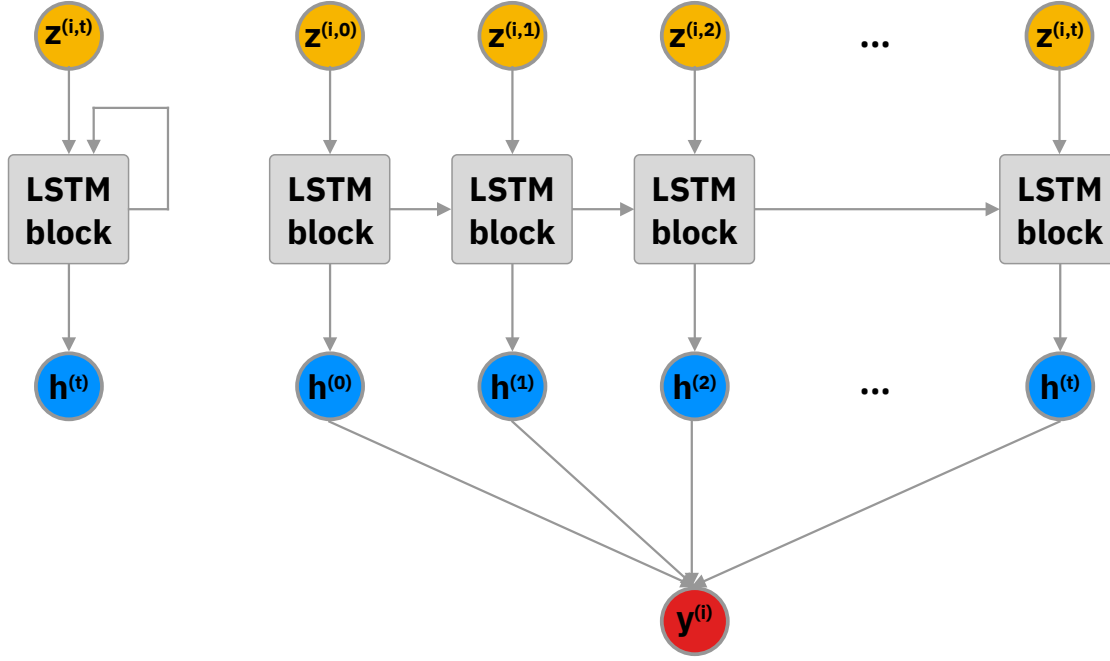 z(i,t) z(i,0) z(i,1) z(i,2) ... z(i,t)
LSTM LSTM LSTM LSTM LSTM
block block block block block
h(t) h(0) h(1) h(2) ... h(t)
y(i)